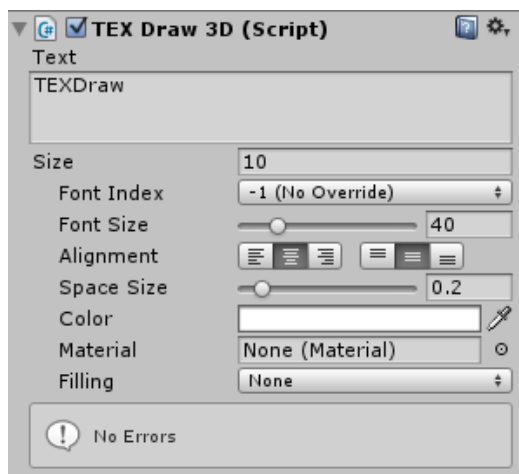 TEX Draw 3D (Script)
Text
TEXDraw
Size 10
Font Index -1 (No Override)
Font Size 40
Alignment
Space Size 0.2
Color
Material None (Material)
Filling None
No Errors